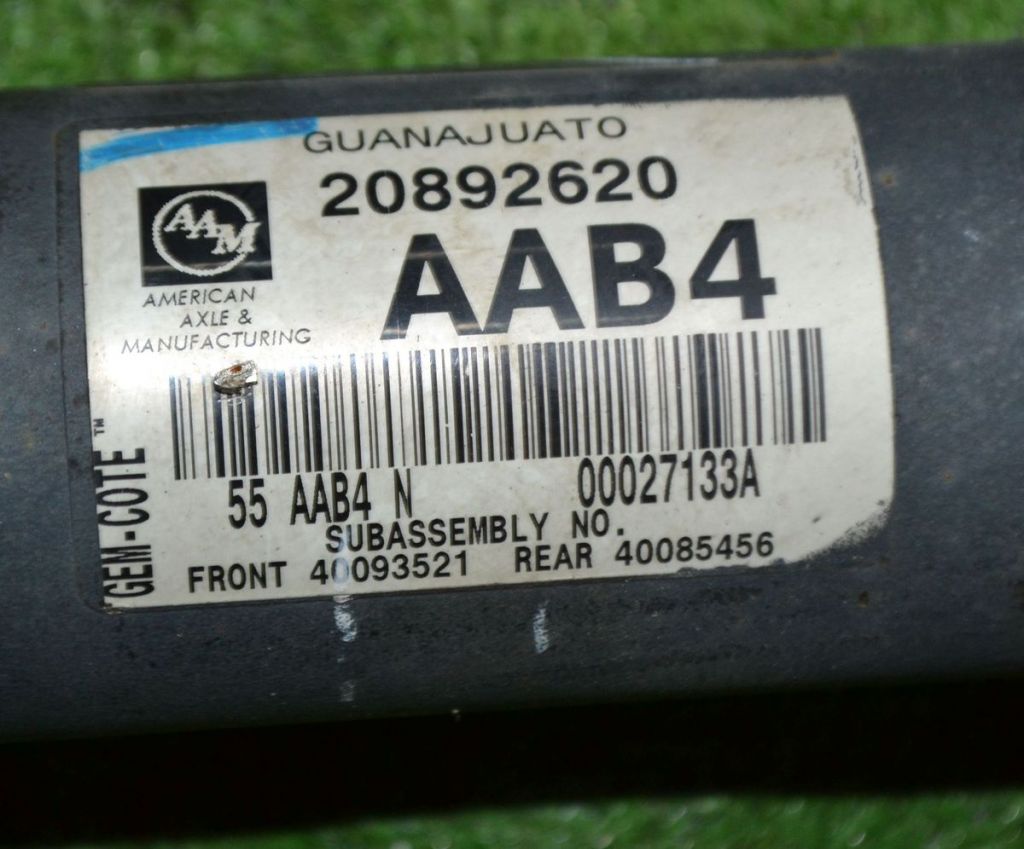 GUANAJUATO
20892620
AAM
AAB4
AMERICAN
AXLE &
MANUFACTURING
55 AAB4 N 00027133A
SUBASSEMBLY NO.
FRONT 40093521 REAR 40085456
GEM-COTE™